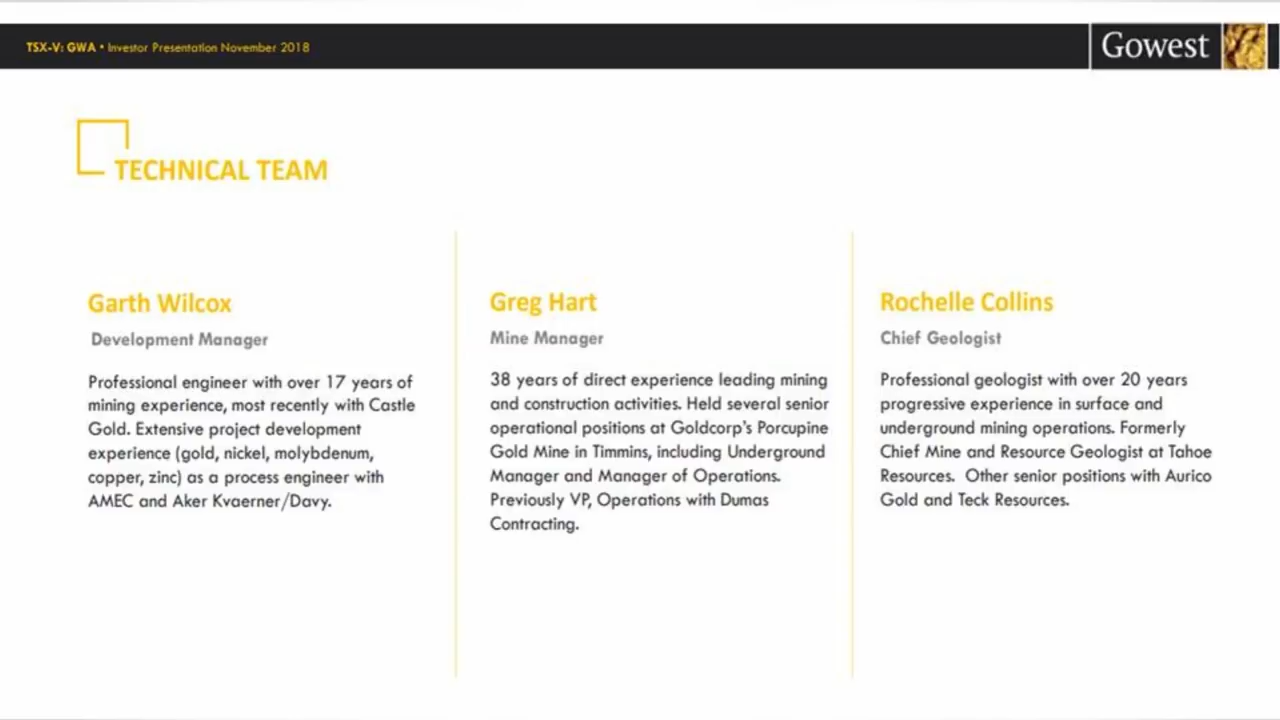 TSX-V: GWA • Investor Presentation November 2018
Gowest
TECHNICAL TEAM
Garth Wilcox
Development Manager
Professional engineer with over 17 years of
mining experience, most recently with Castle
Gold. Extensive project development
experience (gold, nickel, molybdenum,
copper, zinc) as a process engineer with
AMEC and Aker Kvaerner/Davy.
Greg Hart
Mine Manager
38 years of direct experience leading mining
and construction activities. Held several senior
operational positions at Goldcorp's Porcupine
Gold Mine in Timmins, including Underground
Manager and Manager of Operations.
Previously VP, Operations with Dumas
Contracting.
Rochelle Collins
Chief Geologist
Professional geologist with over 20 years
progressive experience in surface and
underground mining operations. Formerly
Chief Mine and Resource Geologist at Tahoe
Resources. Other senior positions with Aurico
Gold and Teck Resources.